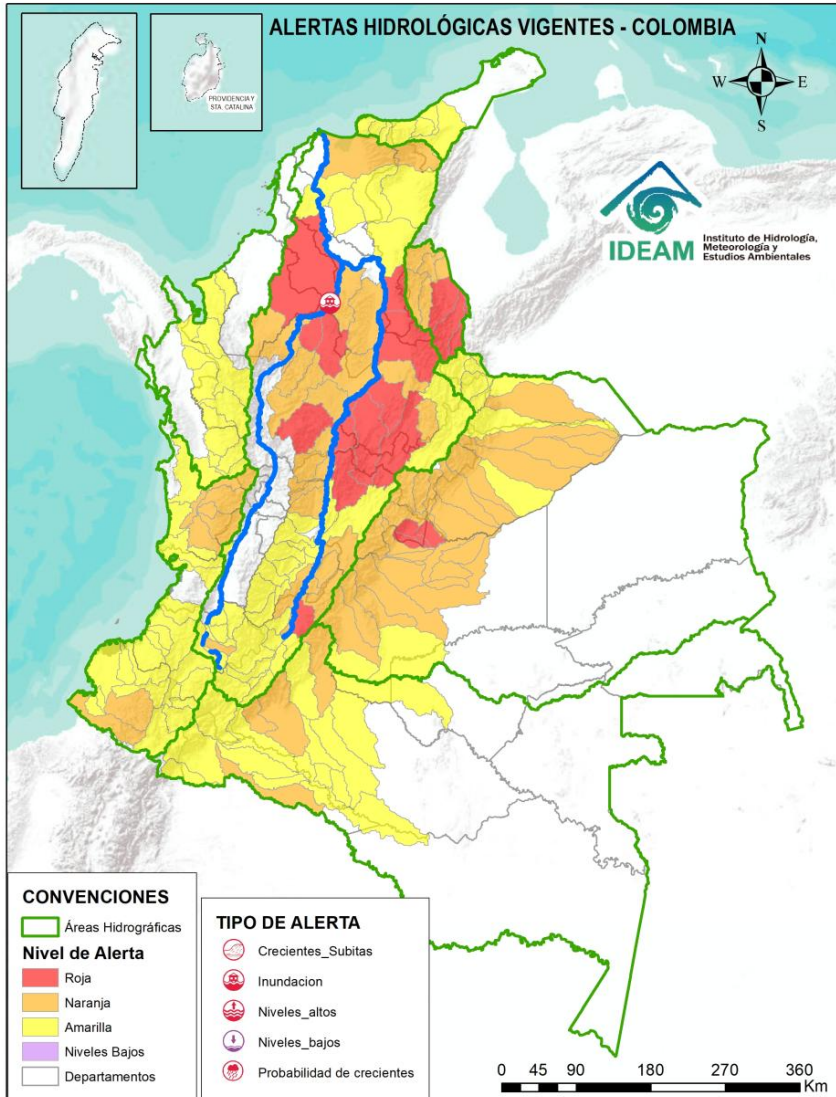 ALERTAS HIDROLÓGICAS VIGENTES - COLOMBIA
PROVIDENCIA Y
STA. CATALINA
N
W
E
S
IDEAM
Instituto de Hidrología,
Meteorología y
Estudios Ambientales
CONVENCIONES
Áreas Hidrográficas
Nivel de Alerta
Roja
Naranja
Amarilla
Niveles Bajos
Departamentos
TIPO DE ALERTA
Crecientes_Subitas
Inundacion
Niveles_altos
Niveles_bajos
Probabilidad de crecientes
0 45 90 180 270 360
Km